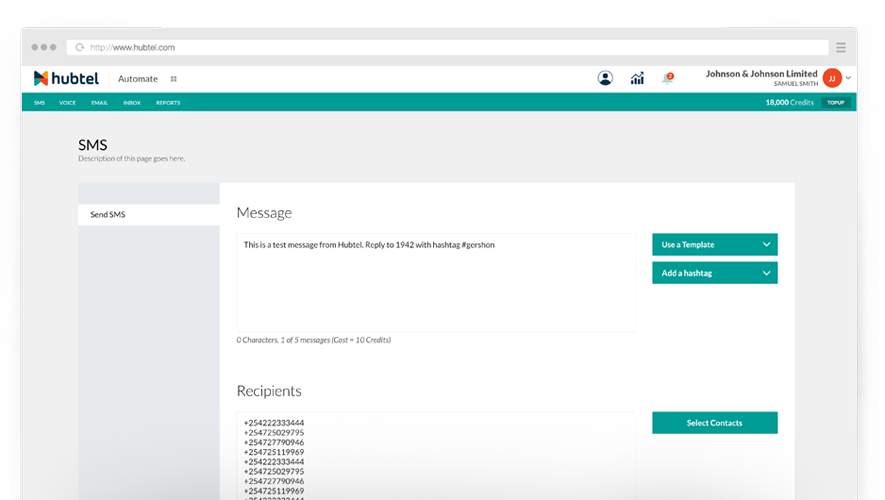 http://www.hubtel.com
hubtel Automate
2
Johnson & Johnson Limited
SAMUEL SMITH
JJ
SMS VOICE EMAIL INBOX REPORTS
18,000 Credits TOPUP
SMS
Description of this page goes here.
Send SMS
Message
This is a test message from Hubtel. Reply to 1942 with hashtag #gershon
Use a Template
Add a hashtag
0 Characters, 1 of 5 messages (Cost = 10 Credits)
Recipients
+254222333444
+254725029795
+254727790946
+254725119969
+254222333444
+254725029795
+254727790946
+254725119969
Select Contacts